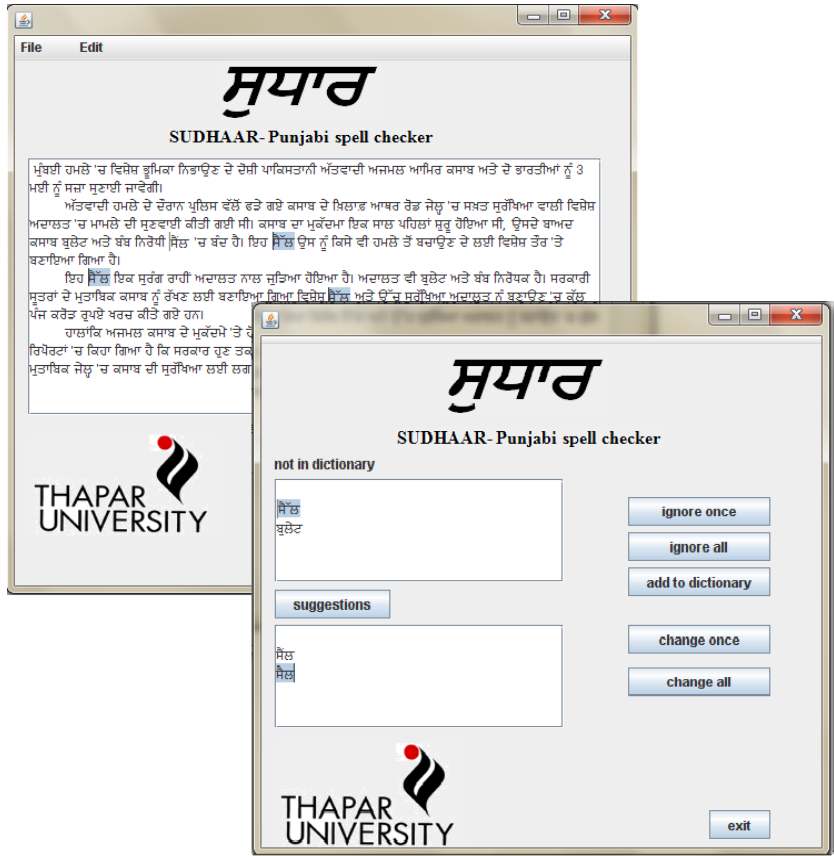 File Edit
ਸੁਧਾਰ
SUDHAAR- Punjabi spell checker
ਮੁੰਬਈ ਹਮਲੇ 'ਚ ਵਿਸ਼ੇਸ਼ ਭੂਮਿਕਾ ਨਿਭਾਉਣ ਦੇ ਦੋਸ਼ੀ ਪਾਕਿਸਤਾਨੀ ਅੱਤਵਾਦੀ ਅਜਮਲ ਆਮਿਰ ਕਸਾਬ ਅਤੇ ਦੋ ਭਾਰਤੀਆਂ ਨੂੰ 3
ਮਈ ਨੂੰ ਸਜ਼ਾ ਸੁਣਾਈ ਜਾਵੇਗੀ।
ਅੱਤਵਾਦੀ ਹਮਲੇ ਦੇ ਦੌਰਾਨ ਪੁਲਿਸ ਵੱਲੋਂ ਫੜੇ ਗਏ ਕਸਾਬ ਦੇ ਖ਼ਿਲਾਫ਼ ਆਥਰ ਰੋਡ ਜੇਲ੍ਹ 'ਚ ਸਖ਼ਤ ਸੁਰੱਖਿਆ ਵਾਲੀ ਵਿਸ਼ੇਸ਼
ਅਦਾਲਤ 'ਚ ਮਾਮਲੇ ਦੀ ਸੁਣਵਾਈ ਕੀਤੀ ਗਈ ਸੀ। ਕਸਾਬ ਦਾ ਮੁਕੱਦਮਾ ਇਕ ਸਾਲ ਪਹਿਲਾਂ ਸ਼ੁਰੂ ਹੋਇਆ ਸੀ, ਉਸਦੇ ਬਾਅਦ
ਕਸਾਬ ਬੁਲੇਟ ਅਤੇ ਬੰਬ ਨਿਰੋਧੀ ਸੈੱਲ 'ਚ ਬੰਦ ਹੈ। ਇਹ ਸੈੱਲ ਉਸ ਨੂੰ ਕਿਸੇ ਵੀ ਹਮਲੇ ਤੋਂ ਬਚਾਉਣ ਦੇ ਲਈ ਵਿਸ਼ੇਸ਼ ਤੌਰ 'ਤੇ
ਬਣਾਇਆ ਗਿਆ ਹੈ।
ਇਹ ਸੈੱਲ ਇਕ ਸੁਰੰਗ ਰਾਹੀਂ ਅਦਾਲਤ ਨਾਲ ਜੁੜਿਆ ਹੋਇਆ ਹੈ। ਅਦਾਲਤ ਵੀ ਬੁਲੇਟ ਅਤੇ ਬੰਬ ਨਿਰੋਧਕ ਹੈ। ਸਰਕਾਰੀ
ਸੂਤਰਾਂ ਦੇ ਮੁਤਾਬਿਕ ਕਸਾਬ ਨੂੰ ਰੱਖਣ ਲਈ ਬਣਾਇਆ ਗਿਆ ਵਿਸ਼ੇਸ਼ ਸੈੱਲ ਅਤੇ ਉੱਚ ਸੁਰੱਖਿਆ ਅਦਾਲਤ ਨੂੰ ਬਣਾਉਣ 'ਚ ਕੁੱਲ
ਪੰਜ ਕਰੋੜ ਰੁਪਏ ਖਰਚ ਕੀਤੇ ਗਏ ਹਨ।
ਹਾਲਾਂਕਿ ਅਜਮਲ ਕਸਾਬ ਦੇ ਮੁਕੱਦਮੇ 'ਤੇ
ਰਿਪੋਰਟਾਂ 'ਚ ਕਿਹਾ ਗਿਆ ਹੈ ਕਿ ਸਰਕਾਰ ਹੁਣ ਤਕ
ਮੁਤਾਬਿਕ ਜੇਲ੍ਹ 'ਚ ਕਸਾਬ ਦੀ ਸੁਰੱਖਿਆ ਲਈ ਲਗ
THAPAR
UNIVERSITY
ਸੁਧਾਰ
SUDHAAR- Punjabi spell checker
not in dictionary
ਸੈੱਲ
ਬੁਲੇਟ
ignore once
ignore all
add to dictionary
suggestions
ਸੈਂਲ
ਸੈਲ
change once
change all
THAPAR
UNIVERSITY
exit